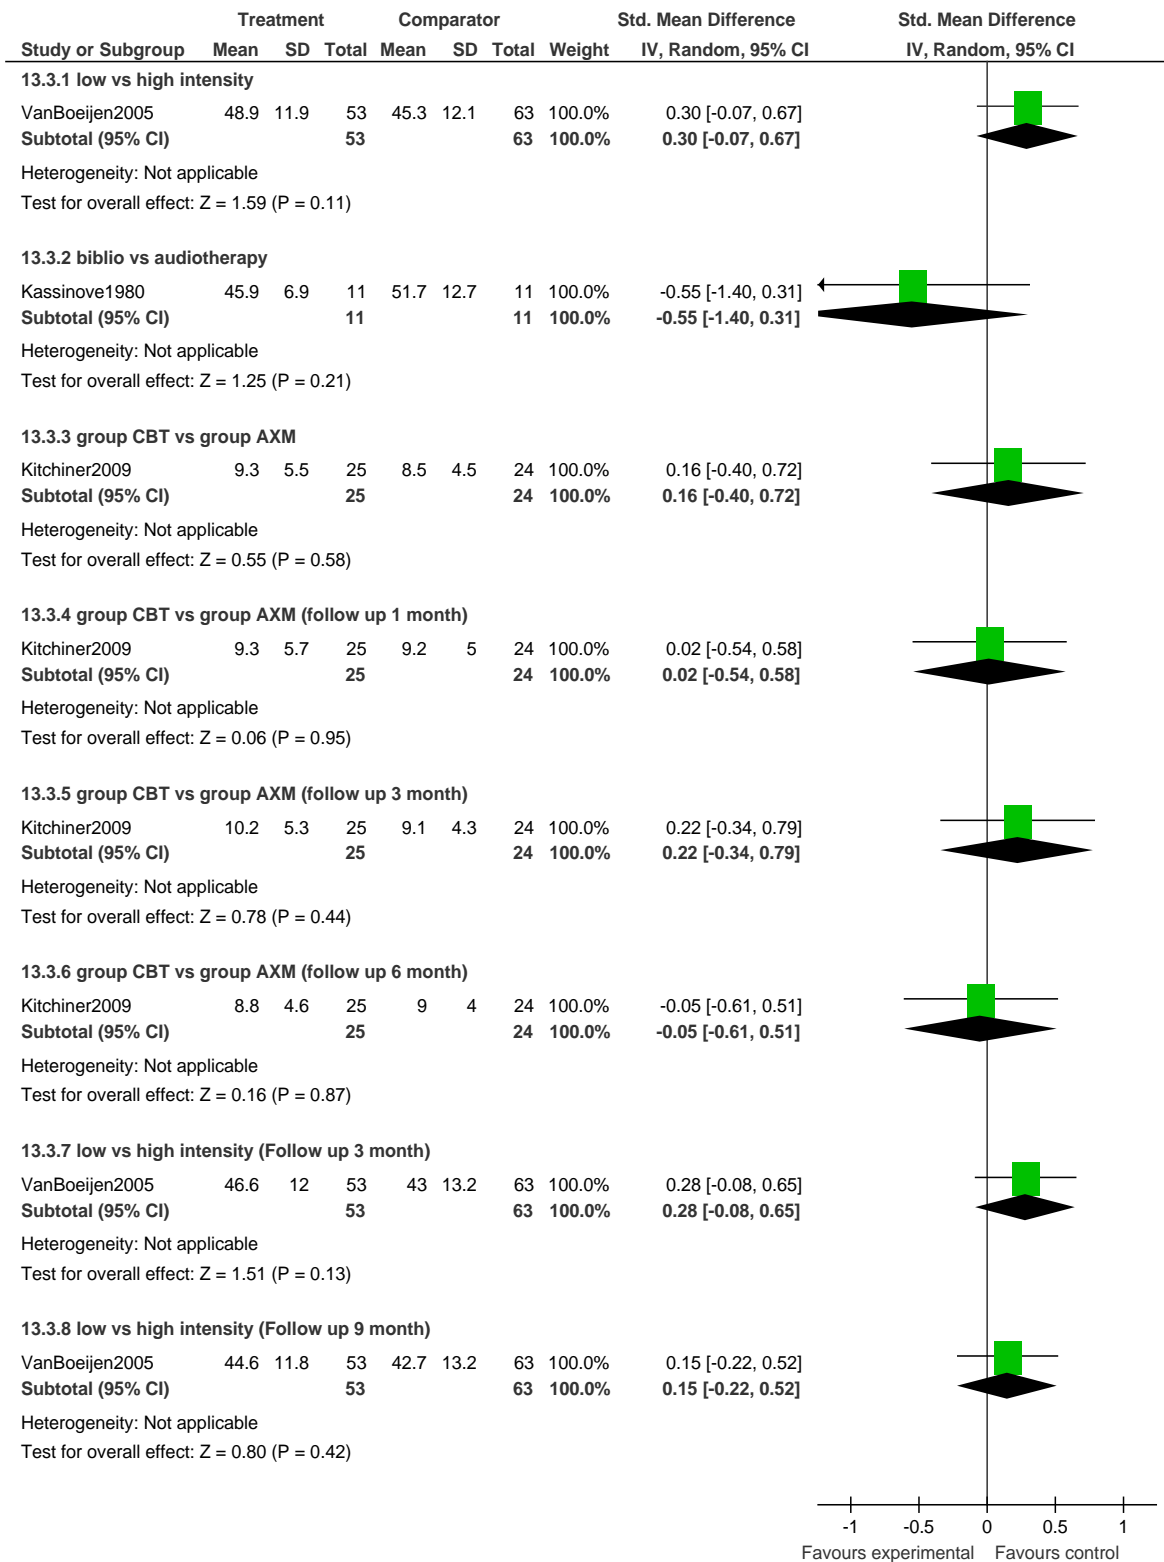 Treatment Comparator Std. Mean Difference Std. Mean Difference
Study or Subgroup Mean SD Total Mean SD Total Weight IV, Random, 95% CI IV, Random, 95% CI
13.3.1 low vs high intensity
VanBoeijen2005 48.9 11.9 53 45.3 12.1 63 100.0% 0.30 [-0.07, 0.67]
Subtotal (95% CI) 53 63 100.0% 0.30 [-0.07, 0.67]
Heterogeneity: Not applicable
Test for overall effect: Z = 1.59 (P = 0.11)
13.3.2 biblio vs audiotherapy
Kassinove1980 45.9 6.9 11 51.7 12.7 11 100.0% -0.55 [-1.40, 0.31]
Subtotal (95% CI) 11 11 100.0% -0.55 [-1.40, 0.31]
Heterogeneity: Not applicable
Test for overall effect: Z = 1.25 (P = 0.21)
13.3.3 group CBT vs group AXM
Kitchiner2009 9.3 5.5 25 8.5 4.5 24 100.0% 0.16 [-0.40, 0.72]
Subtotal (95% CI) 25 24 100.0% 0.16 [-0.40, 0.72]
Heterogeneity: Not applicable
Test for overall effect: Z = 0.55 (P = 0.58)
13.3.4 group CBT vs group AXM (follow up 1 month)
Kitchiner2009 9.3 5.7 25 9.2 5 24 100.0% 0.02 [-0.54, 0.58]
Subtotal (95% CI) 25 24 100.0% 0.02 [-0.54, 0.58]
Heterogeneity: Not applicable
Test for overall effect: Z = 0.06 (P = 0.95)
13.3.5 group CBT vs group AXM (follow up 3 month)
Kitchiner2009 10.2 5.3 25 9.1 4.3 24 100.0% 0.22 [-0.34, 0.79]
Subtotal (95% CI) 25 24 100.0% 0.22 [-0.34, 0.79]
Heterogeneity: Not applicable
Test for overall effect: Z = 0.78 (P = 0.44)
13.3.6 group CBT vs group AXM (follow up 6 month)
Kitchiner2009 8.8 4.6 25 9 4 24 100.0% -0.05 [-0.61, 0.51]
Subtotal (95% CI) 25 24 100.0% -0.05 [-0.61, 0.51]
Heterogeneity: Not applicable
Test for overall effect: Z = 0.16 (P = 0.87)
13.3.7 low vs high intensity (Follow up 3 month)
VanBoeijen2005 46.6 12 53 43 13.2 63 100.0% 0.28 [-0.08, 0.65]
Subtotal (95% CI) 53 63 100.0% 0.28 [-0.08, 0.65]
Heterogeneity: Not applicable
Test for overall effect: Z = 1.51 (P = 0.13)
13.3.8 low vs high intensity (Follow up 9 month)
VanBoeijen2005 44.6 11.8 53 42.7 13.2 63 100.0% 0.15 [-0.22, 0.52]
Subtotal (95% CI) 53 63 100.0% 0.15 [-0.22, 0.52]
Heterogeneity: Not applicable
Test for overall effect: Z = 0.80 (P = 0.42)
-1 -0.5 0 0.5 1
Favours experimental Favours control